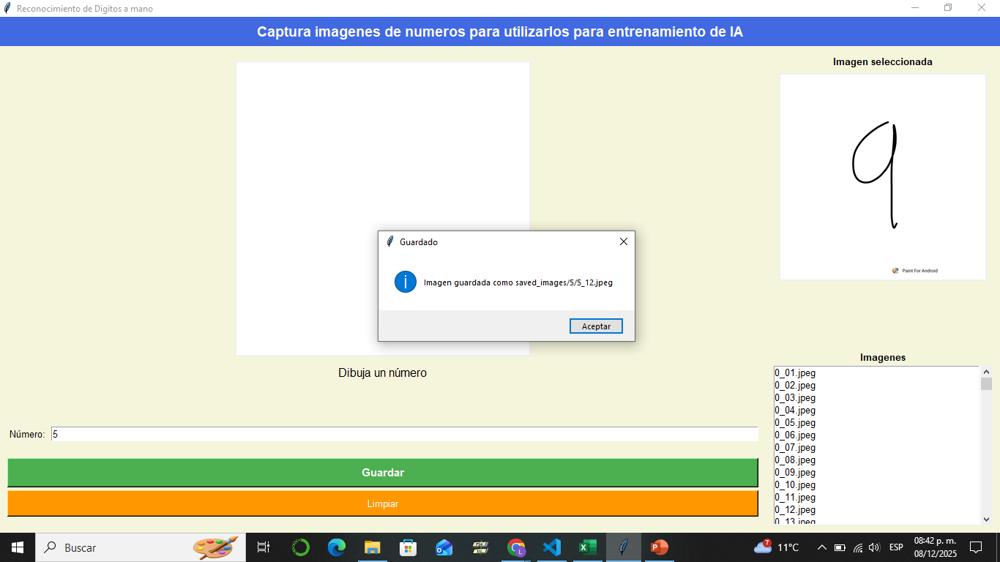 Reconocimiento de Digitos a mano
Captura imagenes de numeros para utilizarlos para entrenamiento de IA
Imagen seleccionada
9
Paint For Android
Guardado
Imagen guardada como saved_images/5/5_12.jpeg
Aceptar
Dibuja un número
Número: 5
Guardar
Limpiar
Imagenes
0_01.jpeg
0_02.jpeg
0_03.jpeg
0_04.jpeg
0_05.jpeg
0_06.jpeg
0_07.jpeg
0_08.jpeg
0_09.jpeg
0_10.jpeg
0_11.jpeg
0_12.jpeg
0_13.jpeg
Buscar
7
11°C
ESP
08:42 p. m.
08/12/2025